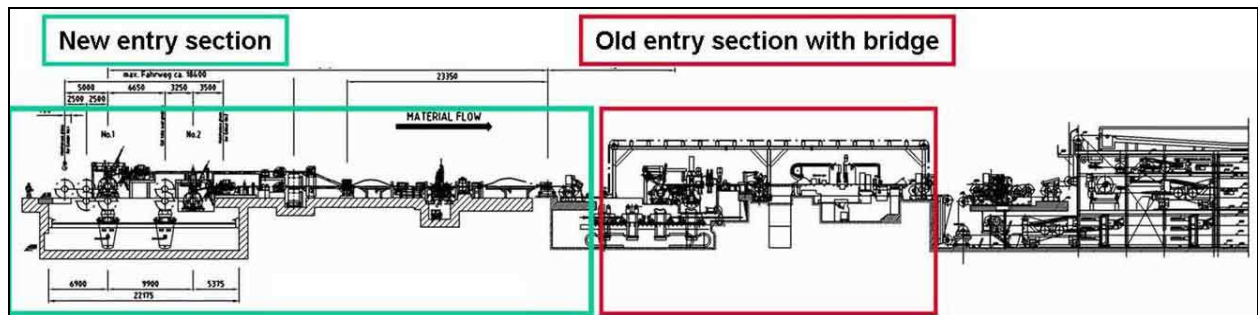 New entry section
Old entry section with bridge
max. Fahrweg ca. 18400
23350
5000
6650
3250
3500
2500
2500
No.1
No.2
MATERIAL FLOW
6900
9900
5375
22175